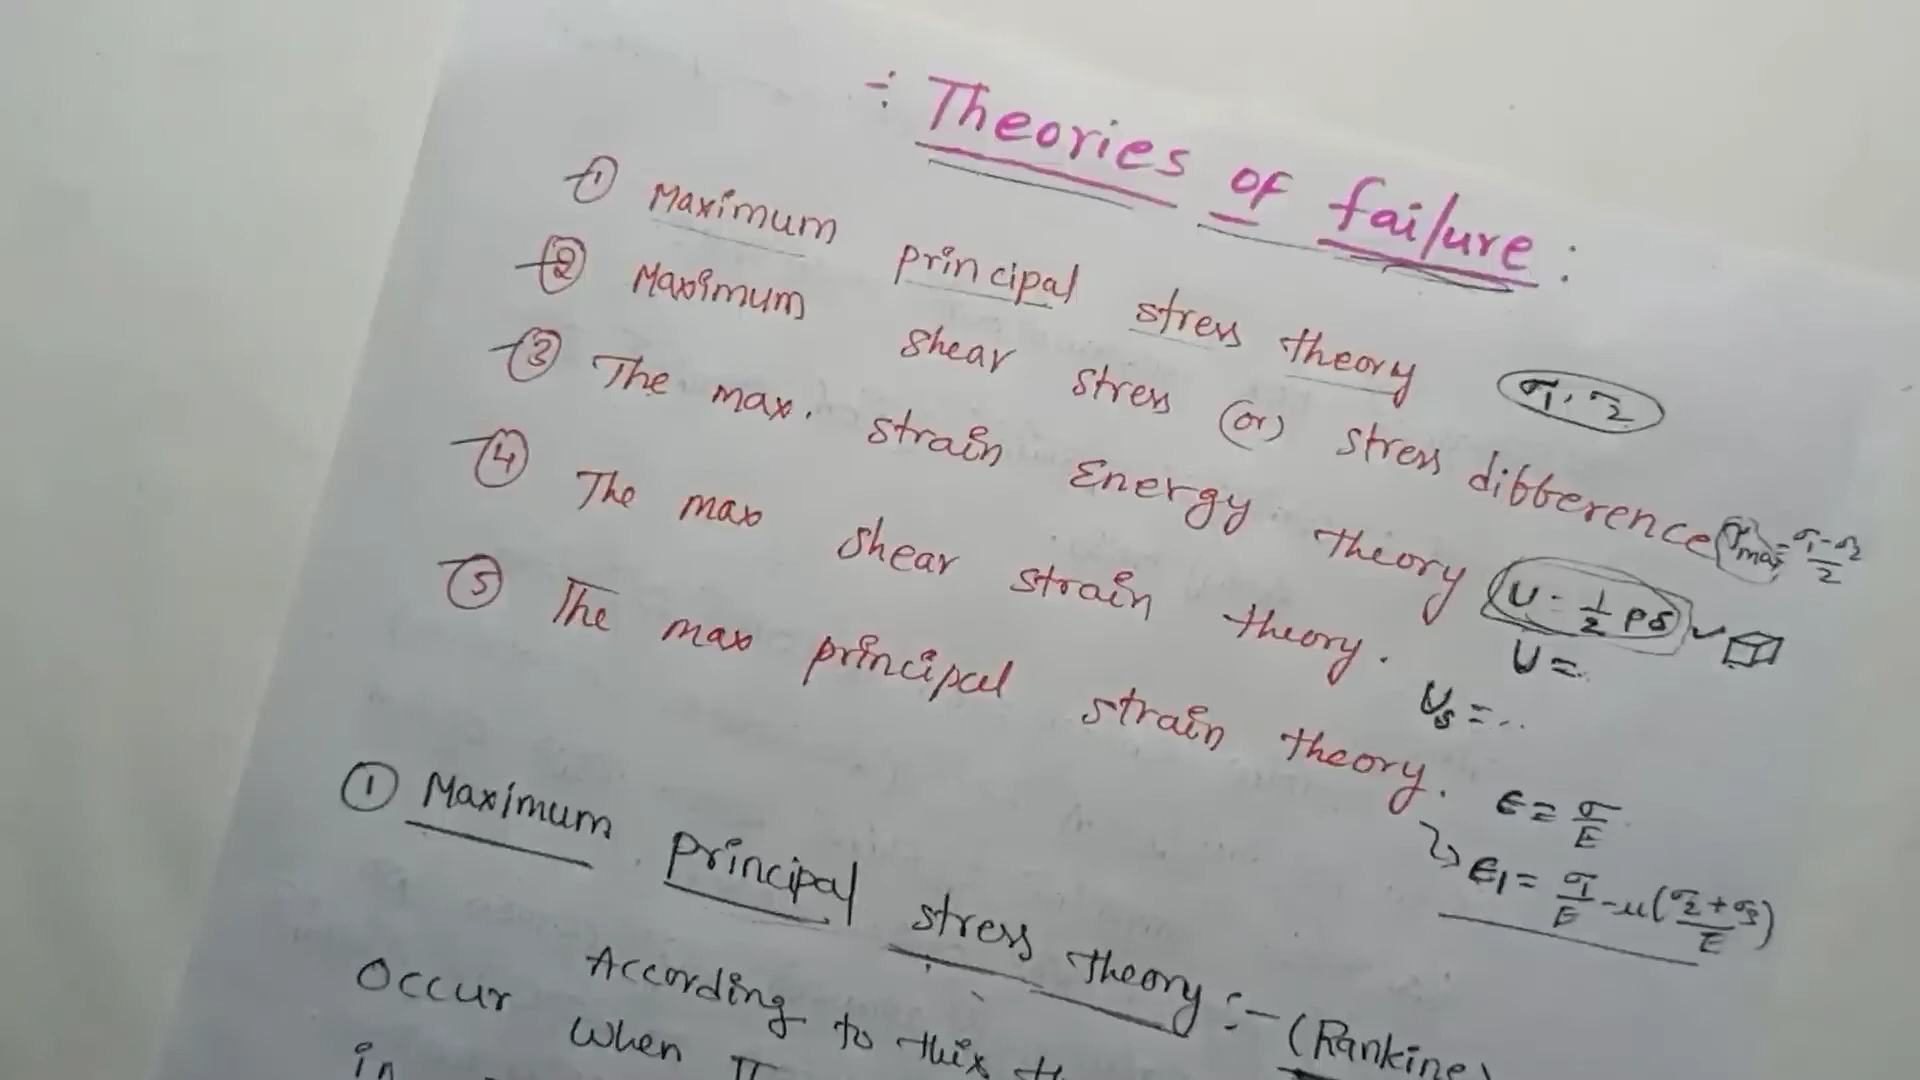 ÷ Theories of failure :
① Maximum principal stress theory σ1, σ2
② Maximum shear stress (or) stress difference τmax = σ1-σ2/2
③ The max. strain Energy theory U = 1/2 PS
U =
④ The max shear strain theory. Us = ..
⑤ The max principal strain theory. ε = σ/E
ε1 = σ1/E - μ(σ2+σ3/E)
① Maximum principal stress theory :- (Rankine)
According to this
Occur when
in